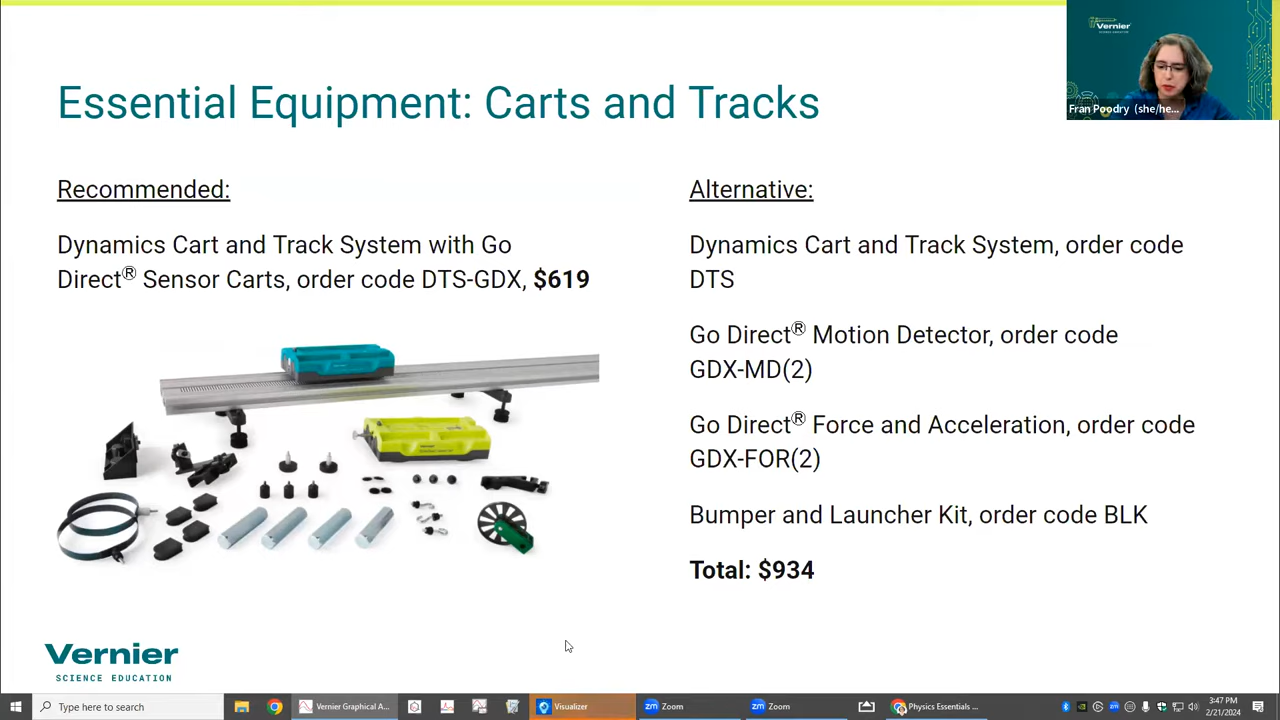 Essential Equipment: Carts and Tracks
Vernier
Fran Poodry (she/he...
Recommended:
Dynamics Cart and Track System with Go
Direct® Sensor Carts, order code DTS-GDX, $619
Alternative:
Dynamics Cart and Track System, order code
DTS
Go Direct® Motion Detector, order code
GDX-MD(2)
Go Direct® Force and Acceleration, order code
GDX-FOR(2)
Bumper and Launcher Kit, order code BLK
Total: $934
Vernier
SCIENCE EDUCATION
Type here to search
Vernier Graphical A...
Visualizer
Zoom
Zoom
Physics Essentials ...
3:47 PM
2/21/2024